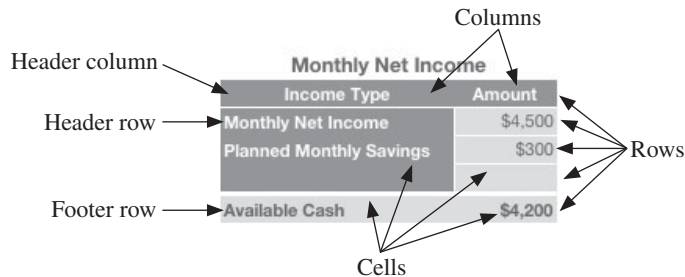 Columns
Header column
Monthly Net Income
Income Type Amount
Header row
Monthly Net Income $4,500
Planned Monthly Savings $300
Rows
Footer row
Available Cash $4,200
Cells